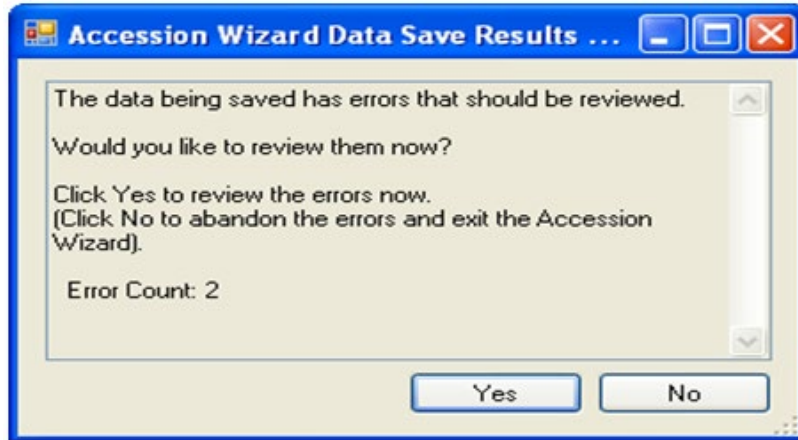 Accession Wizard Data Save Results ...
The data being saved has errors that should be reviewed.
Would you like to review them now?
Click Yes to review the errors now.
(Click No to abandon the errors and exit the Accession
Wizard).
Error Count: 2
Yes No